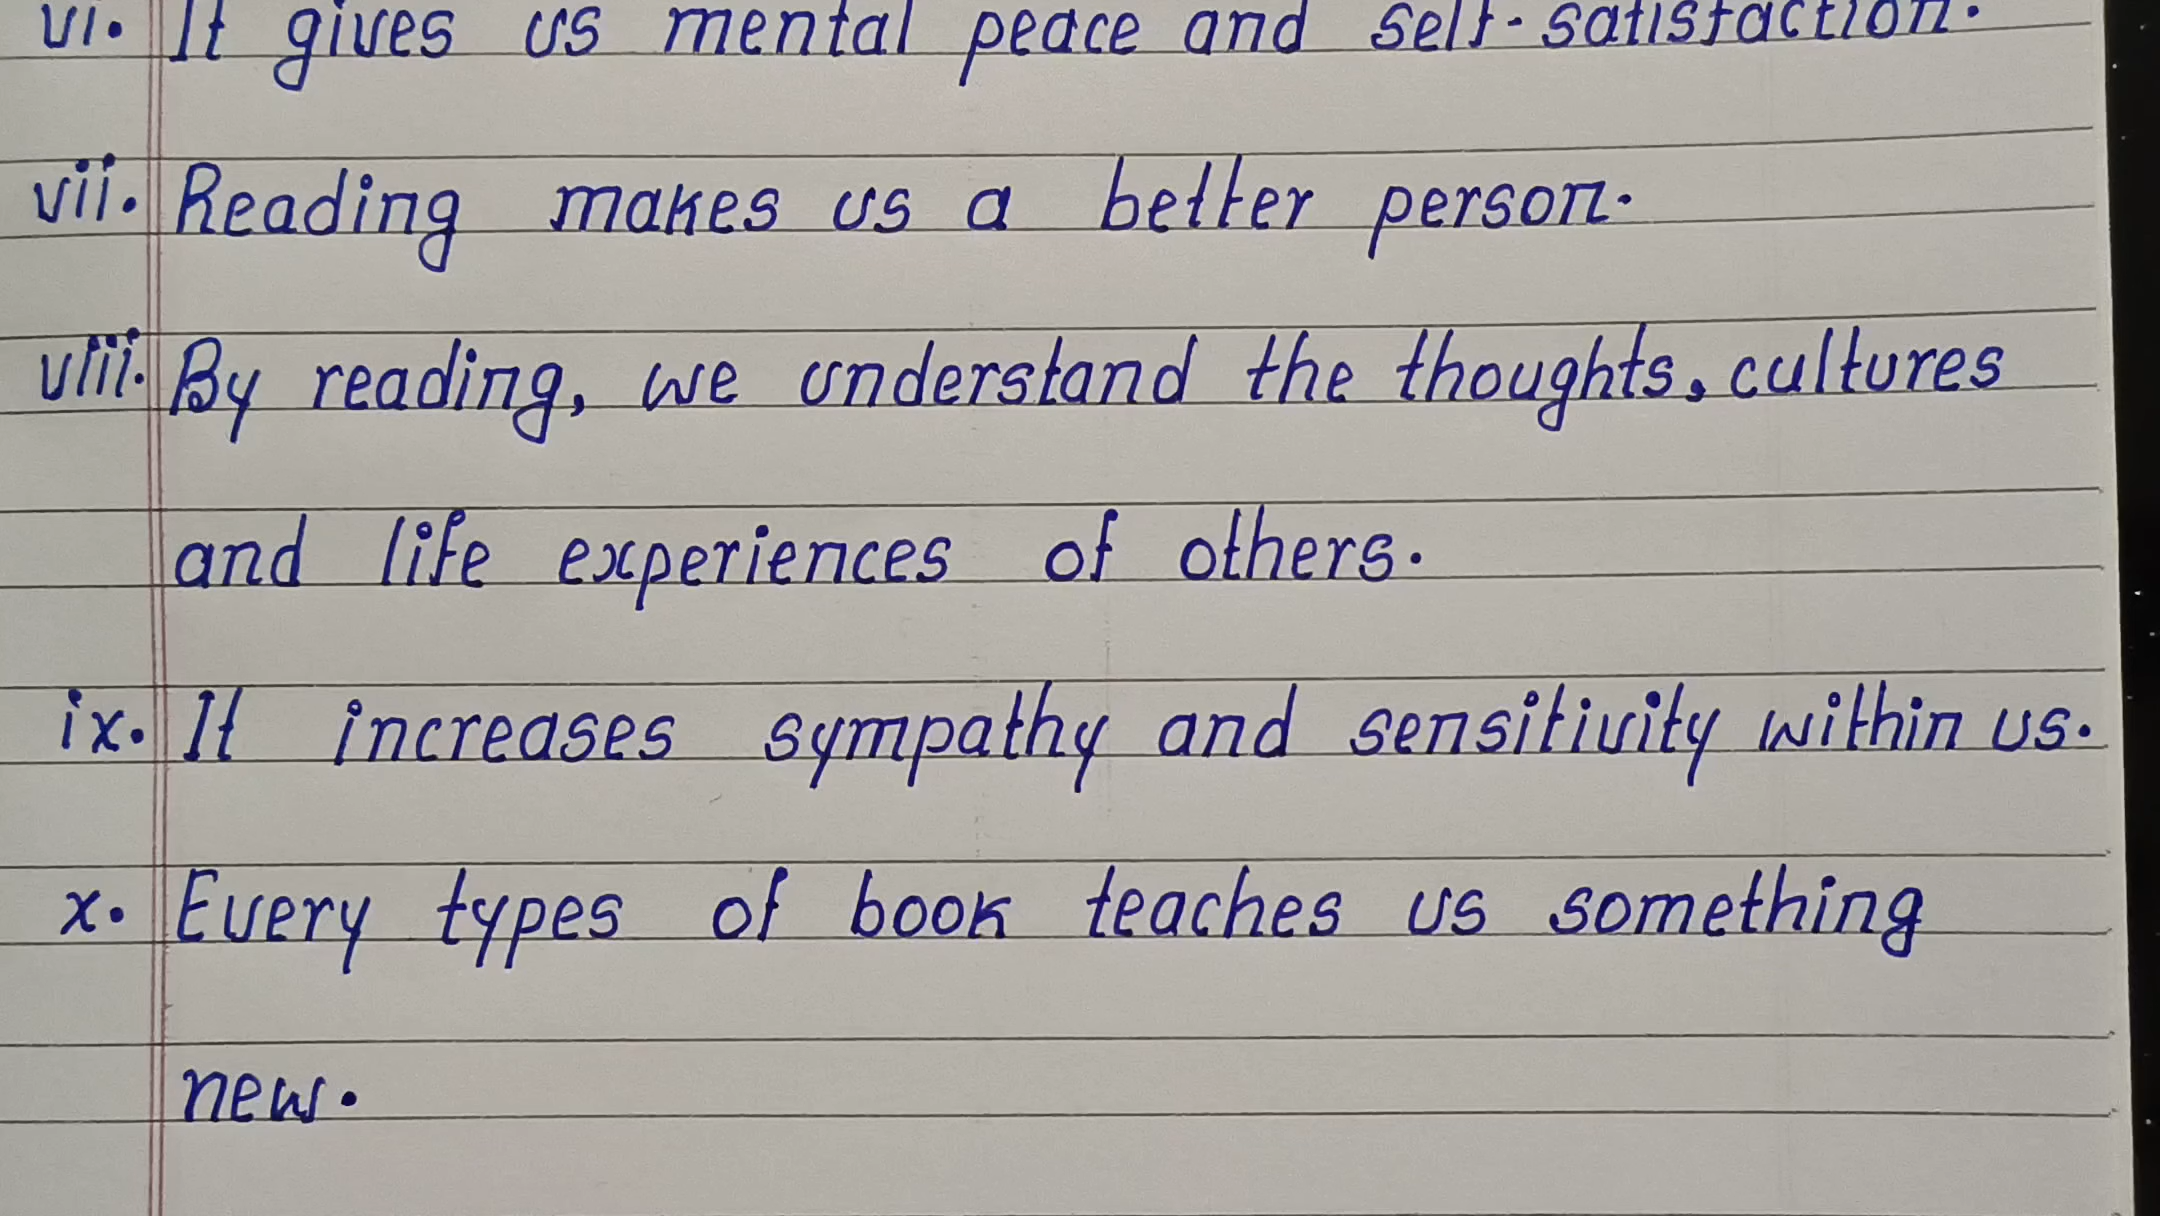 vi. It gives us mental peace and self-satisfaction.
vii. Reading makes us a better person.
viii. By reading, we understand the thoughts, cultures
and life experiences of others.
ix. It increases sympathy and sensitivity within us.
x. Every types of book teaches us something
new.